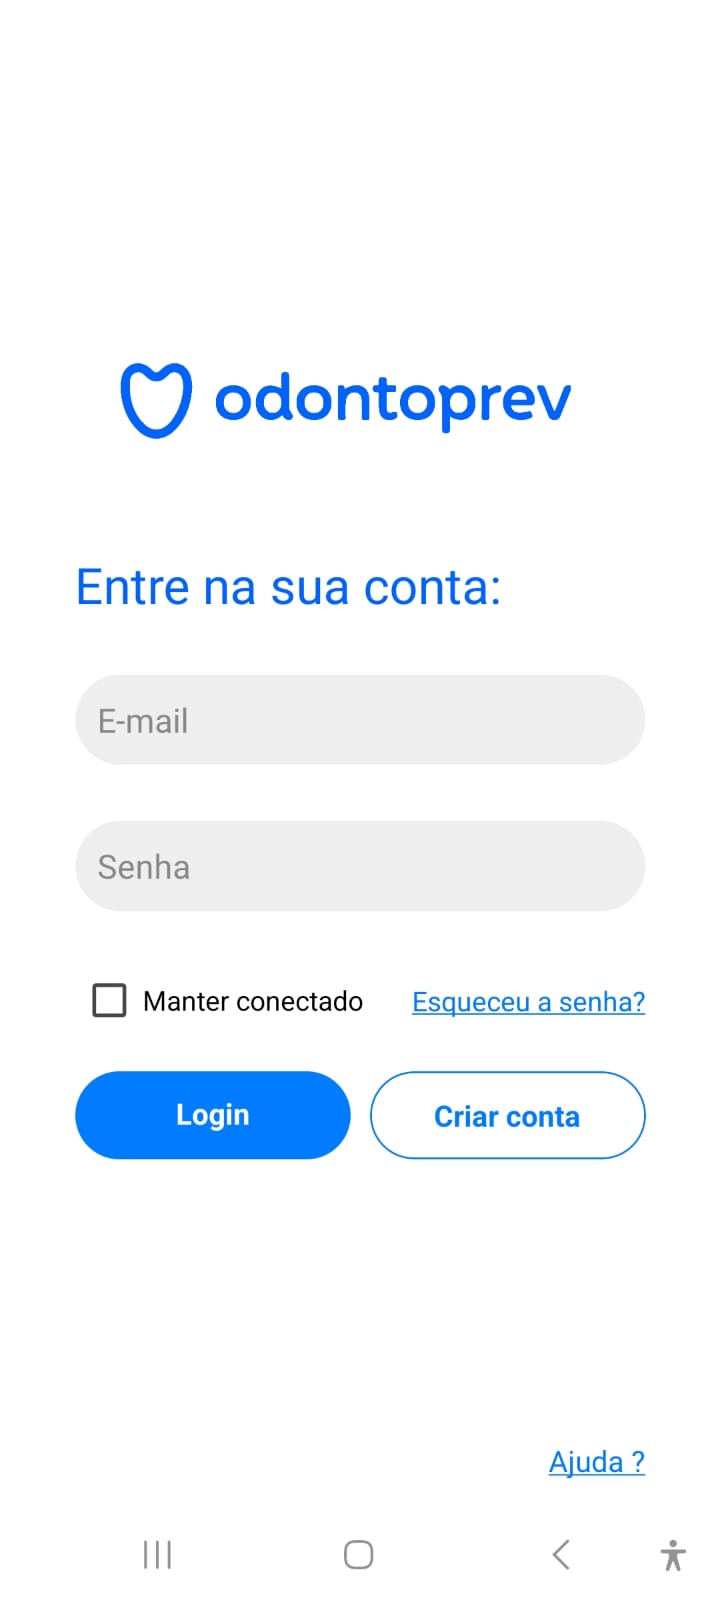 odontoprev
Entre na sua conta:
E-mail
Senha
Manter conectado Esqueceu a senha?
Login Criar conta
Ajuda ?